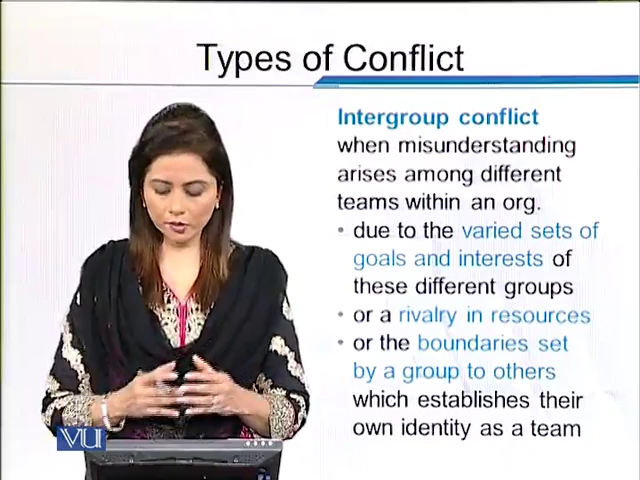 Types of Conflict
Intergroup conflict
when misunderstanding
arises among different
teams within an org.
• due to the varied sets of
goals and interests of
these different groups
• or a rivalry in resources
• or the boundaries set
by a group to others
which establishes their
own identity as a team
VU